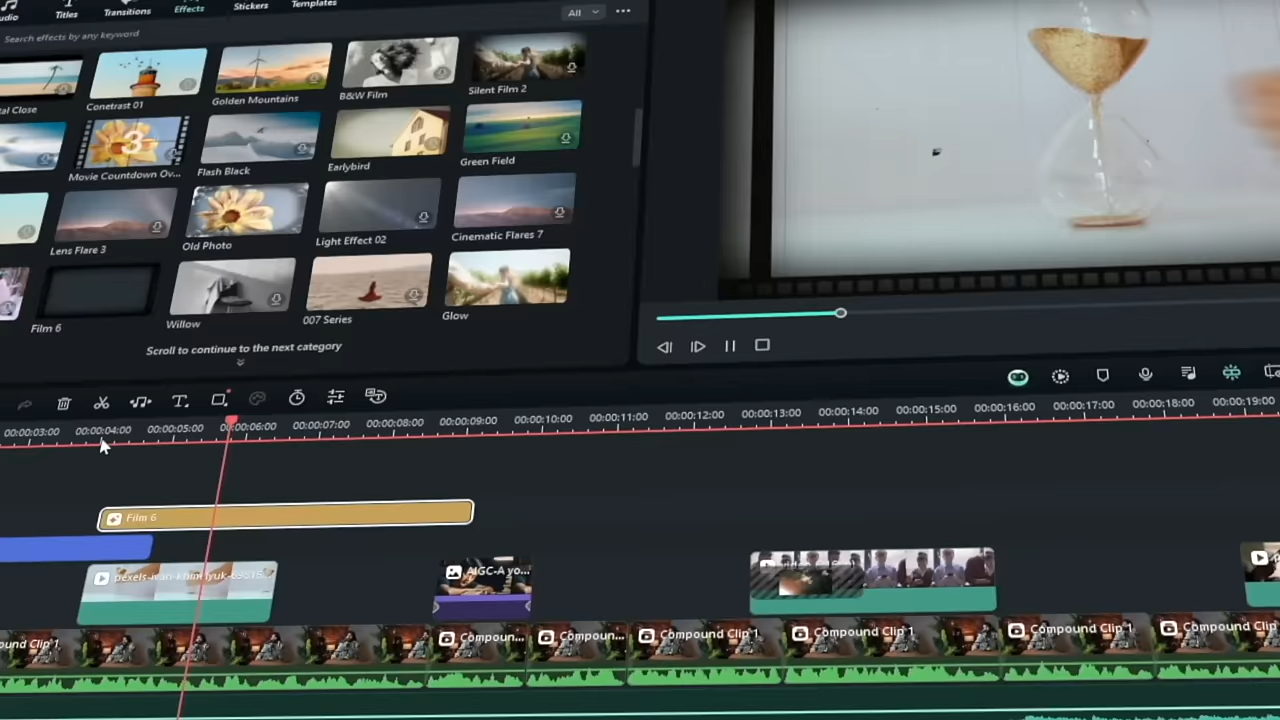 Titles
Transitions
Effects
Stickers
Templates
Search effects by any keyword
All
Conetrast 01
Golden Mountains
B&W Film
Silent Film 2
Movie Countdown Ov...
Flash Black
Earlybird
Green Field
3
Lens Flare 3
Old Photo
Light Effect 02
Cinematic Flares 7
Film 6
Willow
007 Series
Glow
Scroll to continue to the next category
00:00:03:00 00:00:04:00 00:00:05:00 00:00:06:00 00:00:07:00 00:00:08:00 00:00:09:00 00:00:10:00 00:00:11:00 00:00:12:00 00:00:13:00 00:00:14:00 00:00:15:00 00:00:16:00 00:00:17:00 00:00:18:00 00:00:19:00
Film 6
AIGC-A yo...
Compoun...
Compoun...
Compound Clip 1
Compound Clip 1
Compound Clip 1
Compound Clip